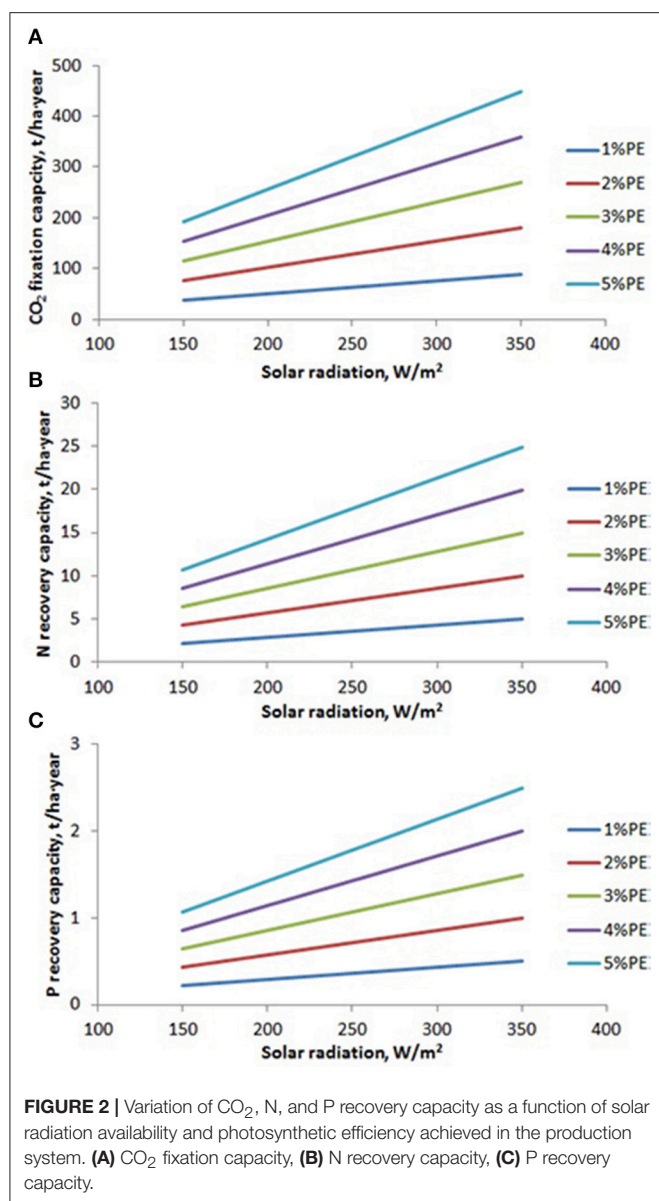 A
500
400
300
200
100
0
100 150 200 250 300 350 400
CO₂ fixation caapcity, t/ha·year
Solar radiation, W/m²
1%PE
2%PE
3%PE
4%PE
5%PE
B
30
25
20
15
10
5
0
100 150 200 250 300 350 400
N recovery capacity, t/ha·year
Solar radiation, W/m²
1%PE
2%PE
3%PE
4%PE
5%PE
C
3
2
1
0
100 150 200 250 300 350 400
P recovery capacity, t/ha·year
Solar radiation, W/m²
1%PE
2%PE
3%PE
4%PE
5%PE
FIGURE 2 | Variation of CO₂, N, and P recovery capacity as a function of solar
radiation availability and photosynthetic efficiency achieved in the production
system. (A) CO₂ fixation capacity, (B) N recovery capacity, (C) P recovery
capacity.